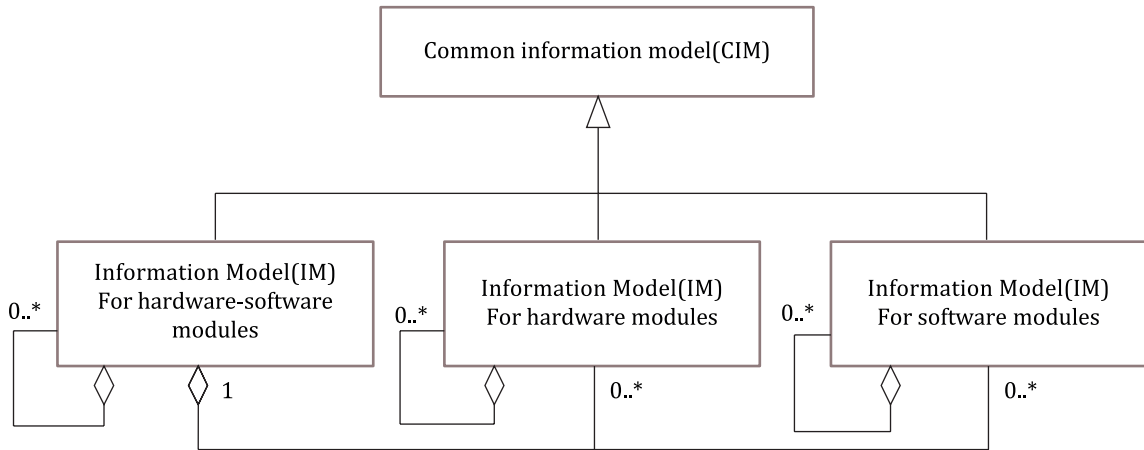 Common information model(CIM)
Information Model(IM)
For hardware-software
modules
Information Model(IM)
For hardware modules
Information Model(IM)
For software modules
0..*
0..*
0..*
1
0..*
0..*